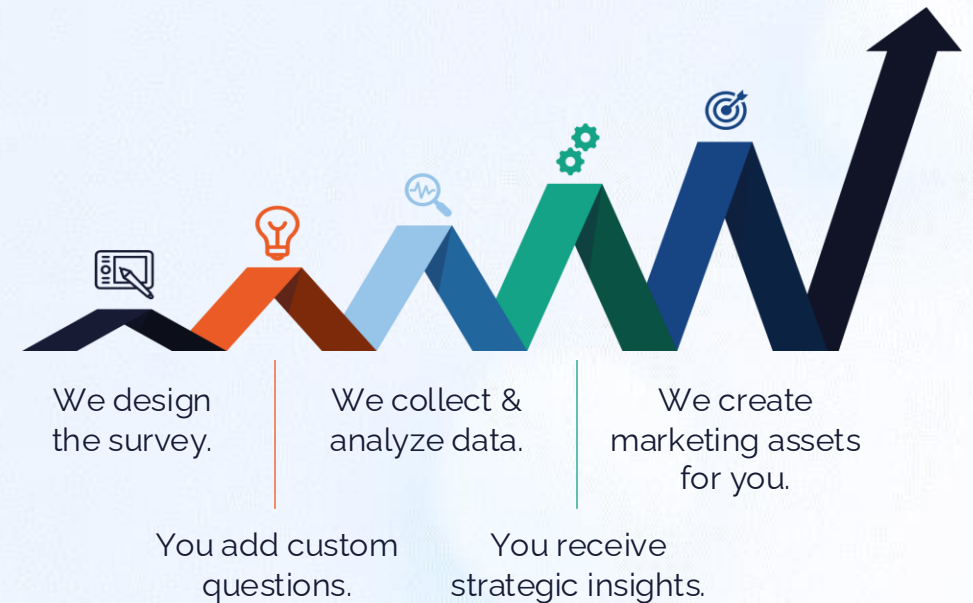 We design
the survey.
You add custom
questions.
We collect &
analyze data.
You receive
strategic insights.
We create
marketing assets
for you.